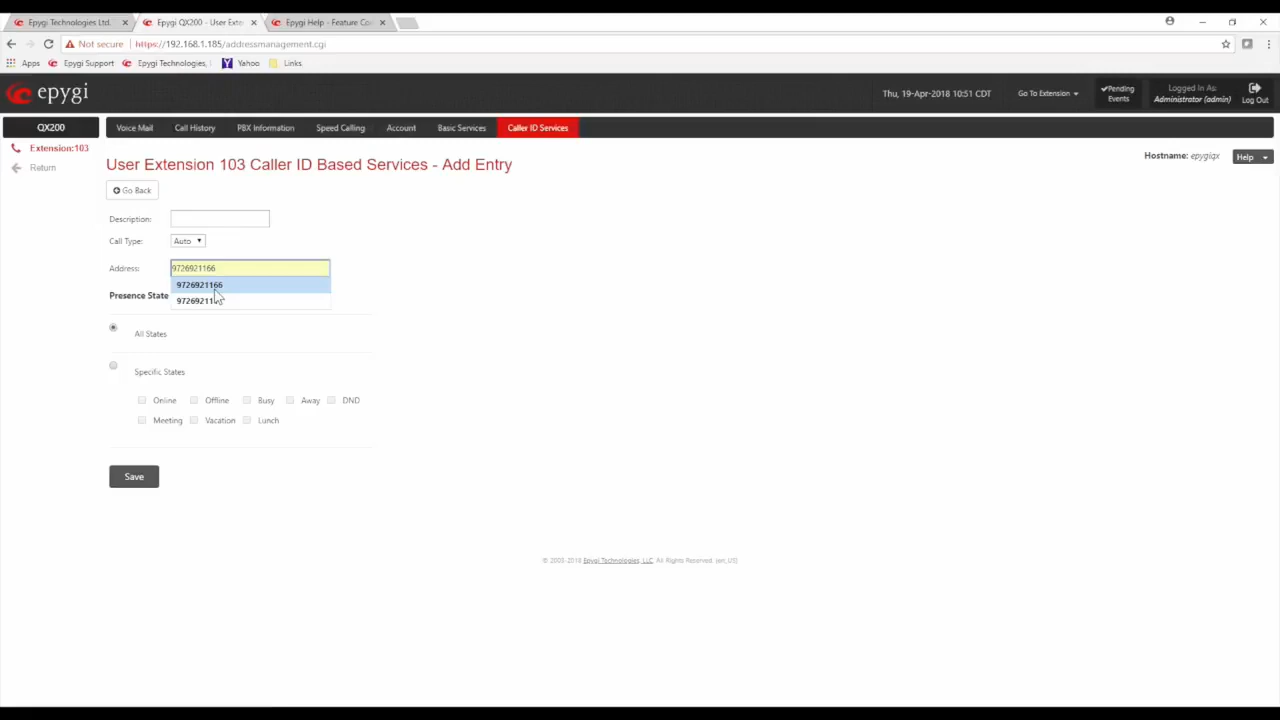 Epygi Technologies Ltd.
Epygi QX200 - User Exte
Epygi Help - Feature Co
Not secure
https://192.168.1.185/addressmanagement.cgi
Apps
Epygi Support
Epygi Technologies,
Yahoo
Links
epygi
Thu, 19-Apr-2018 10:51 CDT
Go To Extension
Pending Events
Logged In As:
Administrator (admin)
Log Out
QX200
Voice Mail
Call History
PBX Information
Speed Calling
Account
Basic Services
Caller ID Services
Extension:103
Return
User Extension 103 Caller ID Based Services - Add Entry
Hostname: epygiqx
Help
Go Back
Description:
Call Type:
Auto
Address:
9726921166
9726921166
Presence State
All States
Specific States
Online
Offline
Busy
Away
DND
Meeting
Vacation
Lunch
Save
© 2003-2018 Epygi Technologies, LLC. All Rights Reserved. (en_US)